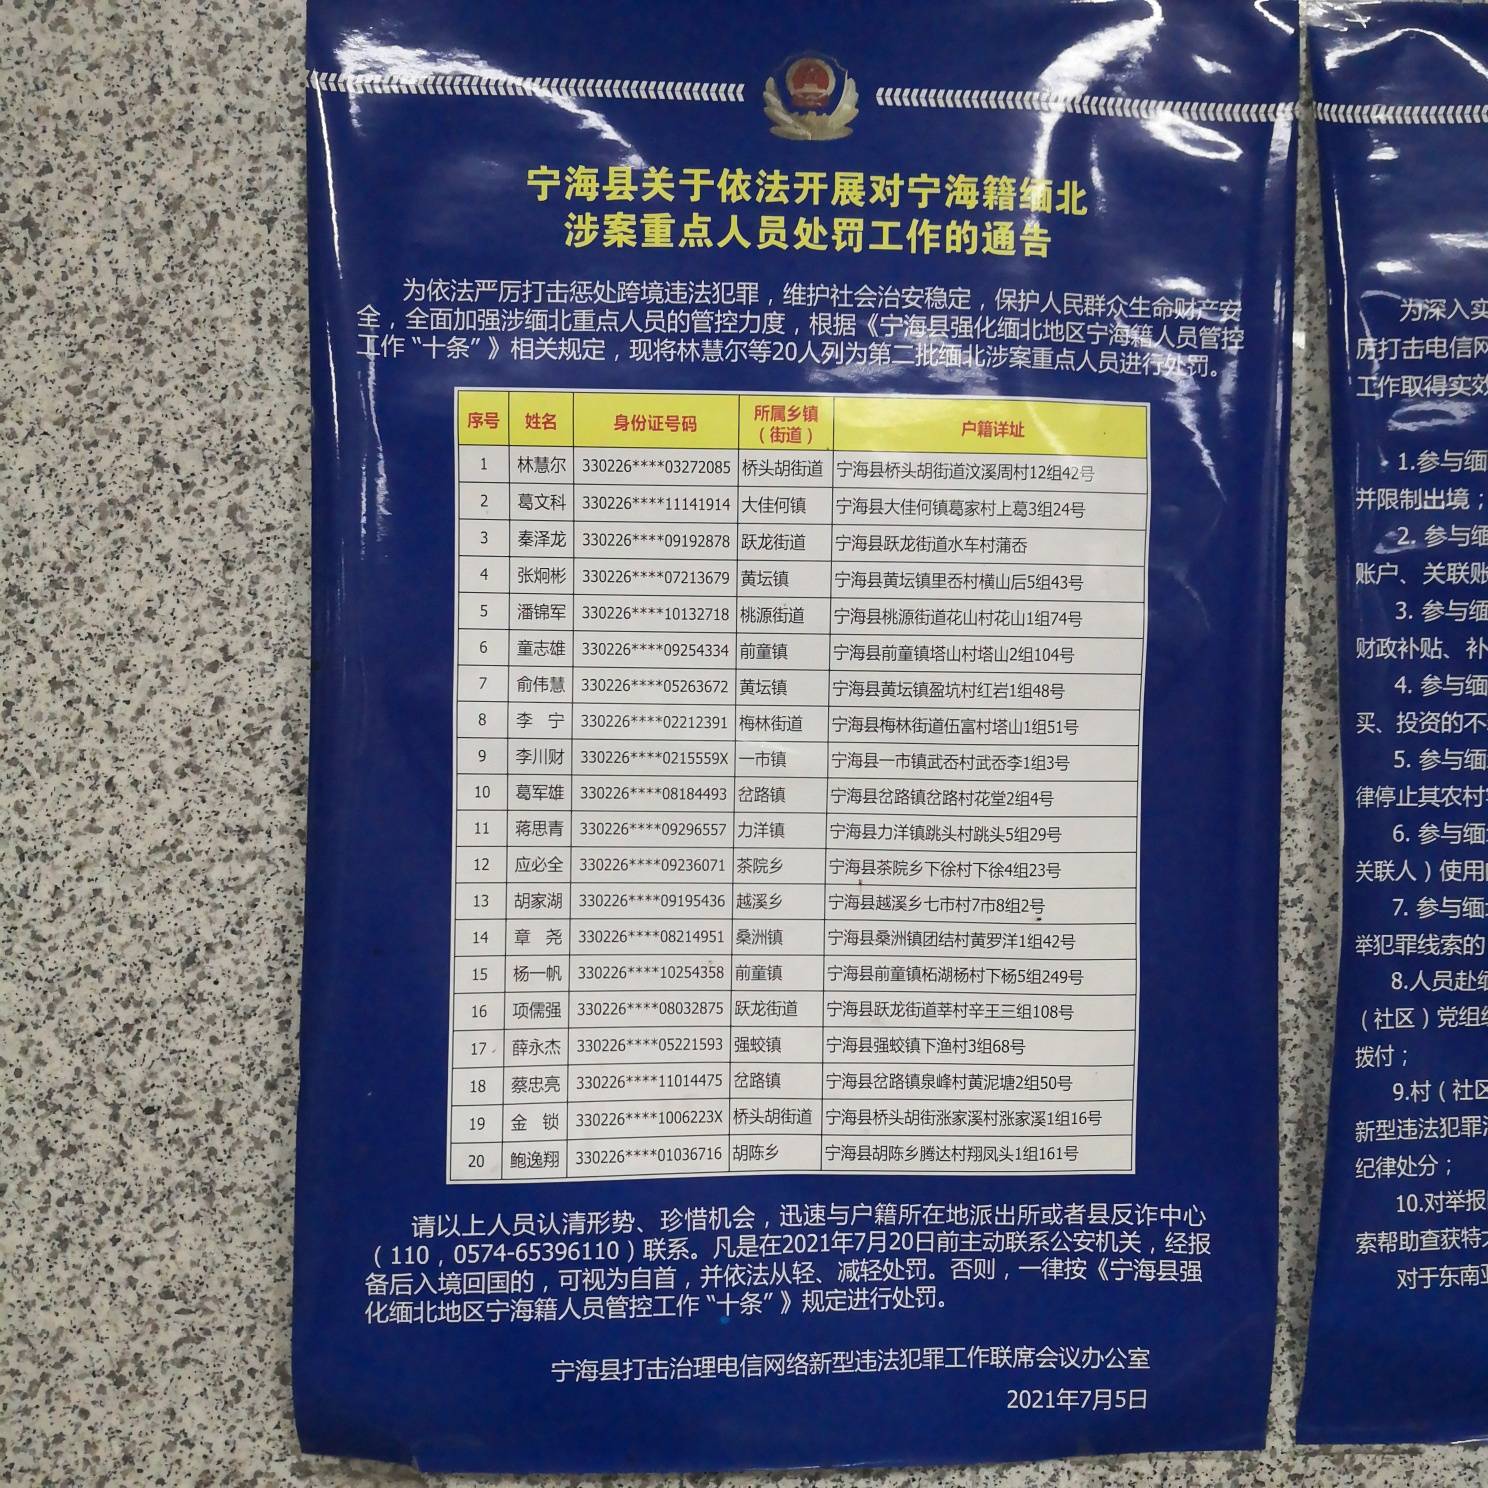 宁海县关于依法开展对宁海籍缅北
涉案重点人员处罚工作的通告
为依法严厉打击惩处跨境违法犯罪，维护社会治安稳定，保护人民群众生命财产安
全，全面加强涉缅北重点人员的管控力度，根据《宁海县强化缅北地区宁海籍人员管控
工作“十条”》相关规定，现将林慧尔等20人列为第二批缅北涉案重点人员进行处罚。
序号 姓名 身份证号码 所属乡镇（街道） 户籍详址
1 林慧尔 330226****03272085 桥头胡街道 宁海县桥头胡街道汶溪周村12组42号
2 葛文科 330226****11141914 大佳何镇 宁海县大佳何镇葛家村上葛3组24号
3 秦泽龙 330226****09192878 跃龙街道 宁海县跃龙街道水车村蒲岙
4 张炯彬 330226****07213679 黄坛镇 宁海县黄坛镇里岙村横山后5组43号
5 潘锦军 330226****10132718 桃源街道 宁海县桃源街道花山村花山1组74号
6 童志雄 330226****09254334 前童镇 宁海县前童镇塔山村塔山2组104号
7 俞伟慧 330226****05263672 黄坛镇 宁海县黄坛镇盈坑村红岩1组48号
8 李 宁 330226****02212391 梅林街道 宁海县梅林街道伍富村塔山1组51号
9 李川财 330226****0215559X 一市镇 宁海县一市镇武岙村武岙李1组3号
10 葛军雄 330226****08184493 岔路镇 宁海县岔路镇岔路村花堂2组4号
11 蒋思青 330226****09296557 力洋镇 宁海县力洋镇跳头村跳头5组29号
12 应必全 330226****09236071 茶院乡 宁海县茶院乡下徐村下徐4组23号
13 胡家湖 330226****09195436 越溪乡 宁海县越溪乡七市村7市8组2号
14 章 尧 330226****08214951 桑洲镇 宁海县桑洲镇团结村黄罗洋1组42号
15 杨一帆 330226****10254358 前童镇 宁海县前童镇柘湖杨村下杨5组249号
16 项儒强 330226****08032875 跃龙街道 宁海县跃龙街道莘村辛王三组108号
17 薛永杰 330226****05221593 强蛟镇 宁海县强蛟镇下渔村3组68号
18 蔡忠亮 330226****11014475 岔路镇 宁海县岔路镇泉峰村黄泥塘2组50号
19 金 锁 330226****1006223X 桥头胡街道 宁海县桥头胡街涨家溪村涨家溪1组16号
20 鲍逸翔 330226****01036716 胡陈乡 宁海县胡陈乡腾达村翔凤头1组161号
请以上人员认清形势、珍惜机会，迅速与户籍所在地派出所或者县反诈中心
（110，0574-65396110）联系。凡是在2021年7月20日前主动联系公安机关，经报
备后入境回国的，可视为自首，并依法从轻、减轻处罚。否则，一律按《宁海县强
化缅北地区宁海籍人员管控工作“十条”》规定进行处罚。
宁海县打击治理电信网络新型违法犯罪工作联席会议办公室
2021年7月5日
为深入实
厉打击电信网
工作取得实效
1.参与缅
并限制出境；
2. 参与缅
账户、关联账
3. 参与缅
财政补贴、补
4. 参与缅
买、投资的不
5. 参与缅
律停止其农村
6. 参与缅
关联人）使用
7. 参与缅
举犯罪线索的
8.人员赴缅
（社区）党组织
拨付；
9.村（社区
新型违法犯罪
纪律处分；
10.对举报
索帮助查获特
对于东南亚